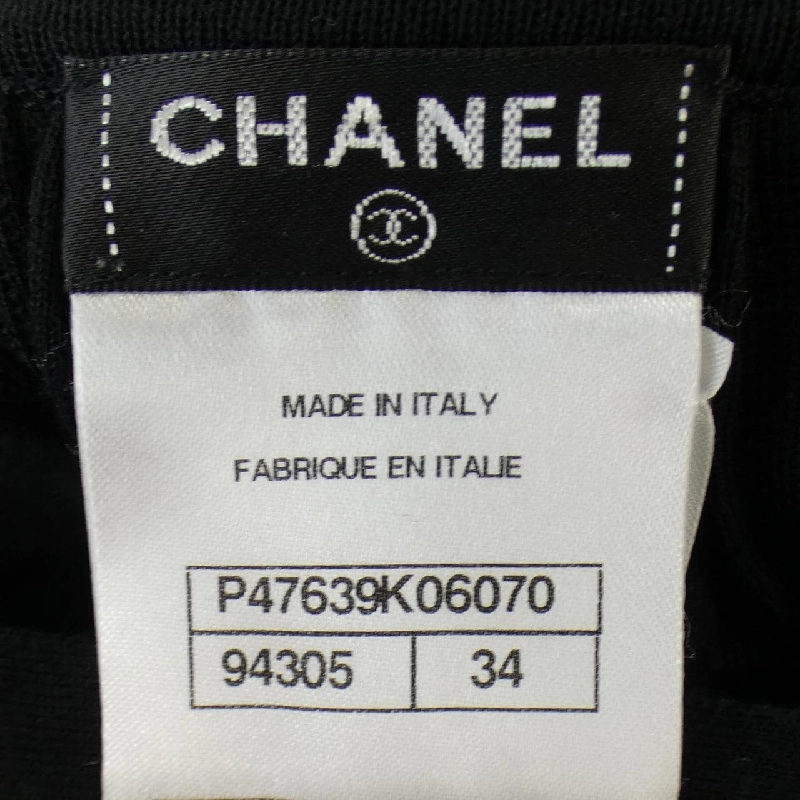 CHANEL
MADE IN ITALY
FABRIQUE EN ITALIE
P47639K06070
94305 34